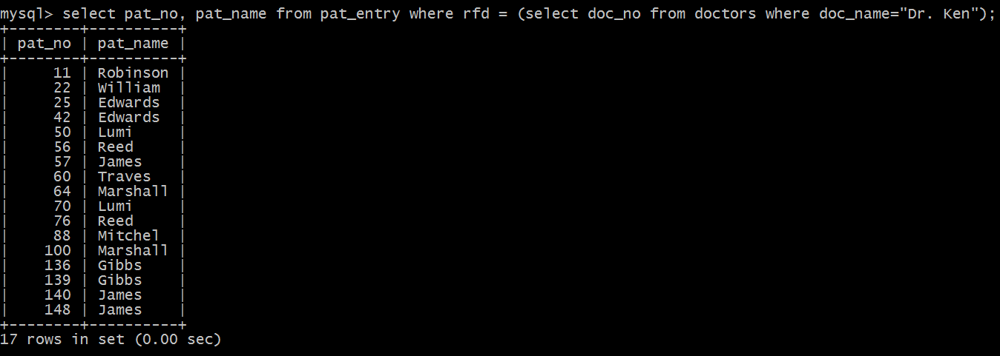 mysql> select pat_no, pat_name from pat_entry where rfd = (select doc_no from doctors where doc_name="Dr. Ken");
+--------+----------+
| pat_no | pat_name |
+--------+----------+
|     11 | Robinson |
|     22 | William  |
|     25 | Edwards  |
|     42 | Edwards  |
|     50 | Lumi     |
|     56 | Reed     |
|     57 | James    |
|     60 | Traves   |
|     64 | Marshall |
|     70 | Lumi     |
|     76 | Reed     |
|     88 | Mitchel  |
|    100 | Marshall |
|    136 | Gibbs    |
|    139 | Gibbs    |
|    140 | James    |
|    148 | James    |
+--------+----------+
17 rows in set (0.00 sec)